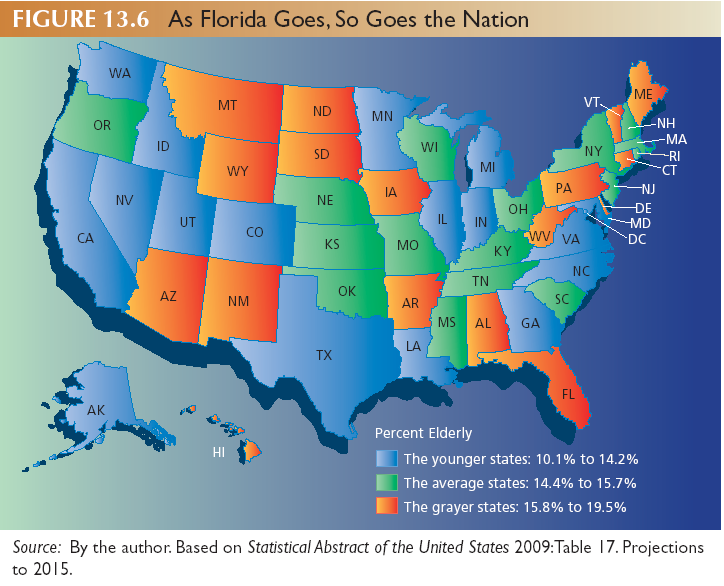 FIGURE 13.6 As Florida Goes, So Goes the Nation
WA
MT
ND
MN
ME
VT
OR
NH
ID
WI
MA
SD
NY
RI
WY
MI
CT
IA
PA
NJ
NV
NE
OH
DE
UT
IL
IN
MD
CO
WV
VA
DC
CA
KS
MO
KY
NC
TN
AZ
NM
OK
AR
SC
MS
AL
GA
LA
TX
FL
AK
HI
Percent Elderly
The younger states: 10.1% to 14.2%
The average states: 14.4% to 15.7%
The grayer states: 15.8% to 19.5%
Source: By the author. Based on Statistical Abstract of the United States 2009:Table 17. Projections
to 2015.